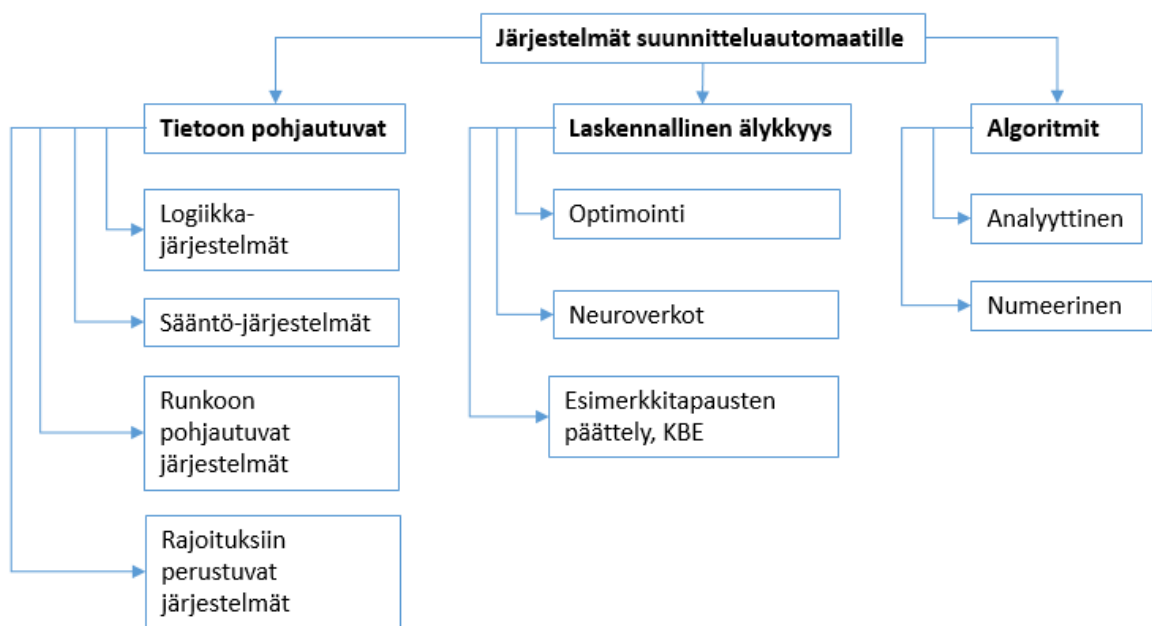 Järjestelmät suunnitteluautomaatille
Tietoon pohjautuvat
Logiikka-
järjestelmät
Sääntö-järjestelmät
Runkoon
pohjautuvat
järjestelmät
Rajoituksiin
perustuvat
järjestelmät
Laskennallinen älykkyys
Optimointi
Neuroverkot
Esimerkkitapausten
päättely, KBE
Algoritmit
Analyyttinen
Numeerinen